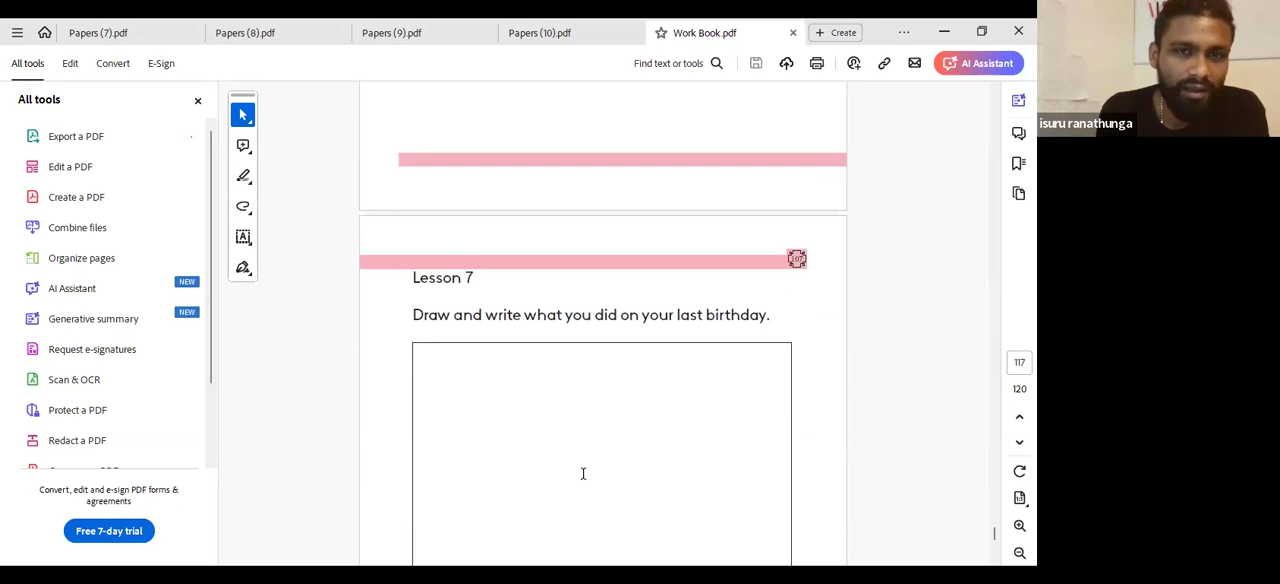 Papers (7).pdf
Papers (8).pdf
Papers (9).pdf
Papers (10).pdf
Work Book.pdf
Create
All tools
Edit
Convert
E-Sign
Find text or tools
AI Assistant
All tools
Export a PDF
Edit a PDF
Create a PDF
Combine files
Organize pages
AI Assistant
NEW
Generative summary
NEW
Request e-signatures
Scan & OCR
Protect a PDF
Redact a PDF
Convert, edit and e-sign PDF forms &
agreements
Free 7-day trial
Lesson 7
Draw and write what you did on your last birthday.
117
120
isuru ranathunga